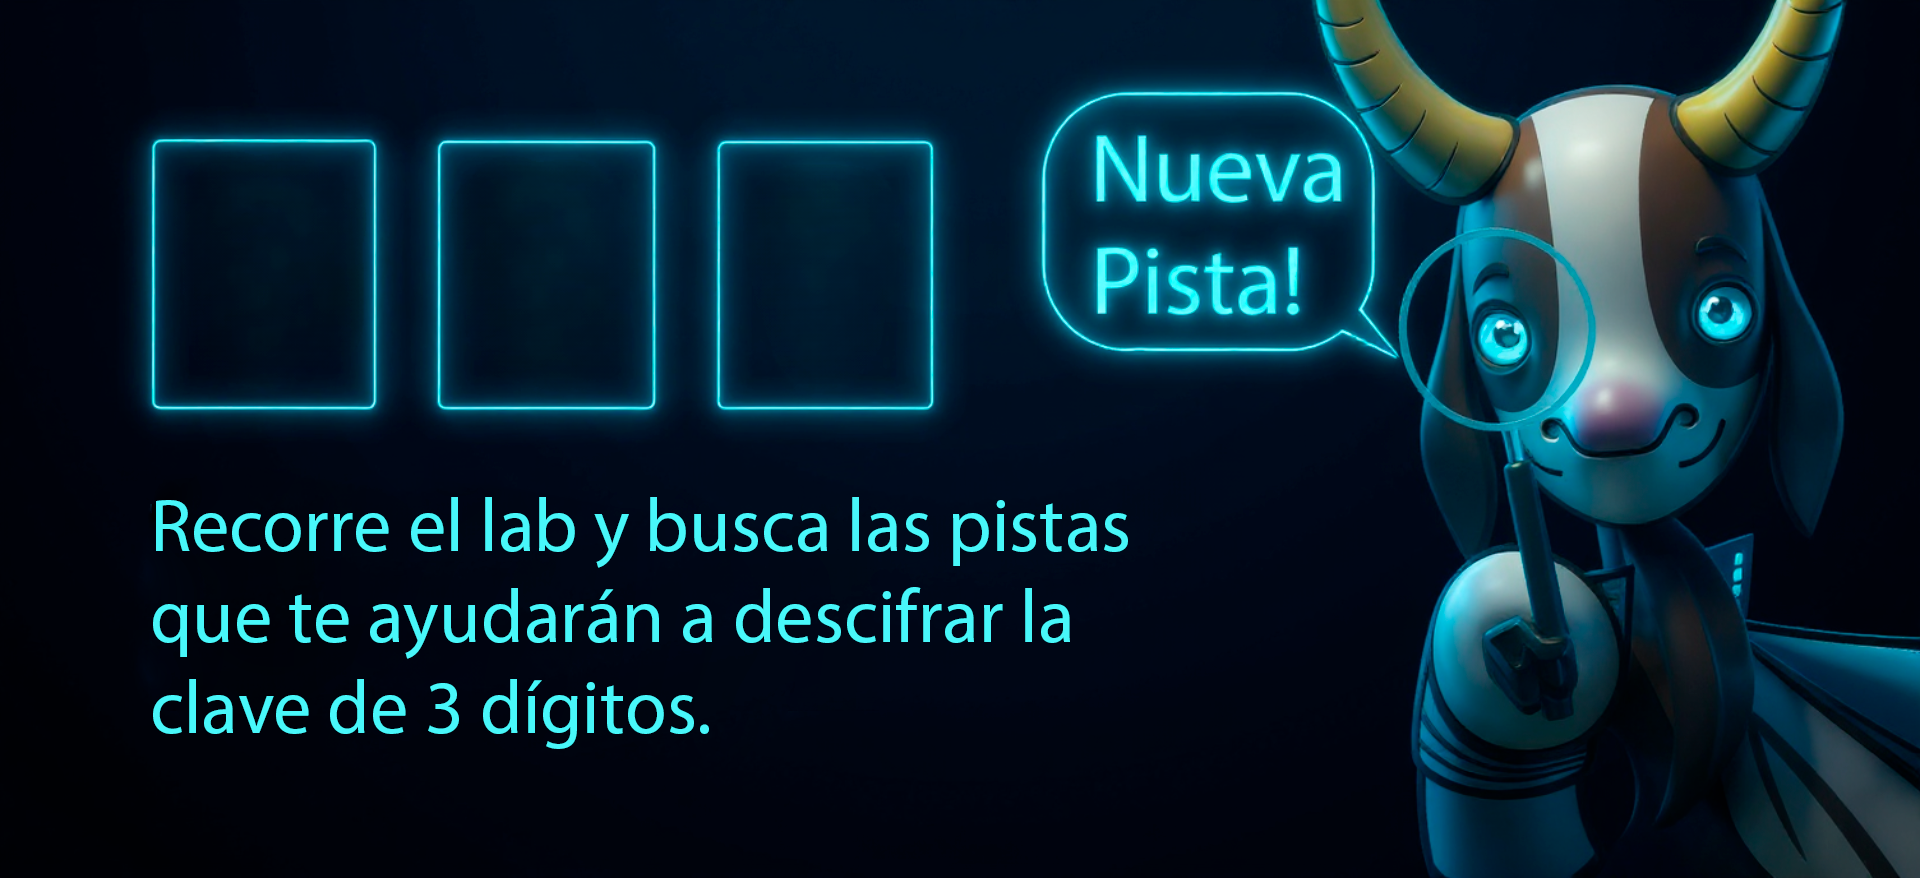 Nueva
Pista!
Recorre el lab y busca las pistas
que te ayudarán a descifrar la
clave de 3 dígitos.